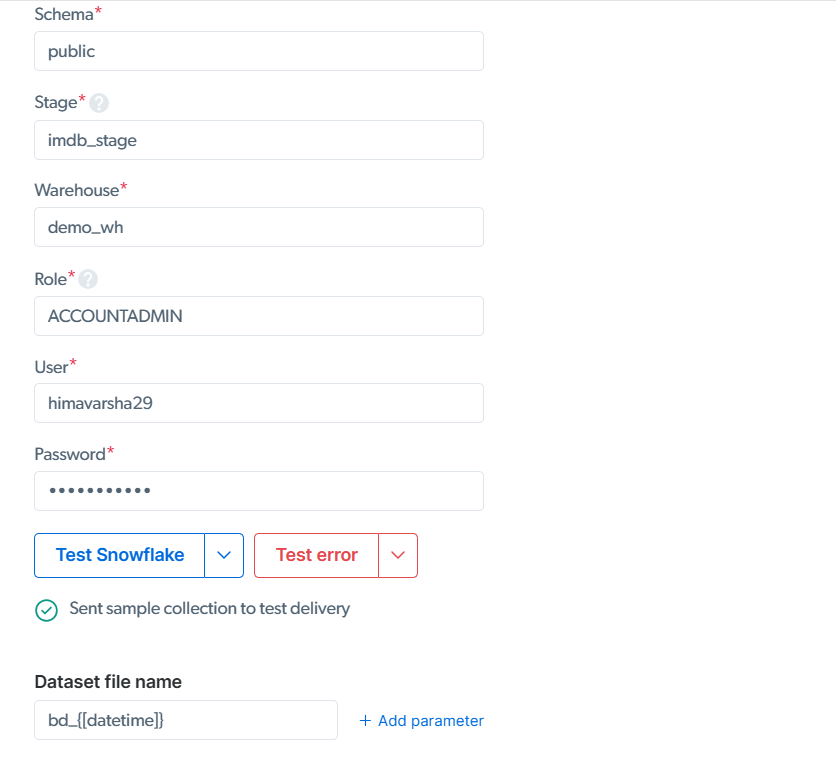 Schema*
public
Stage* ?
imdb_stage
Warehouse*
demo_wh
Role* ?
ACCOUNTADMIN
User*
himavarsha29
Password*
•••••••••••
Test Snowflake Test error
Sent sample collection to test delivery
Dataset file name
bd_{[datetime]} + Add parameter